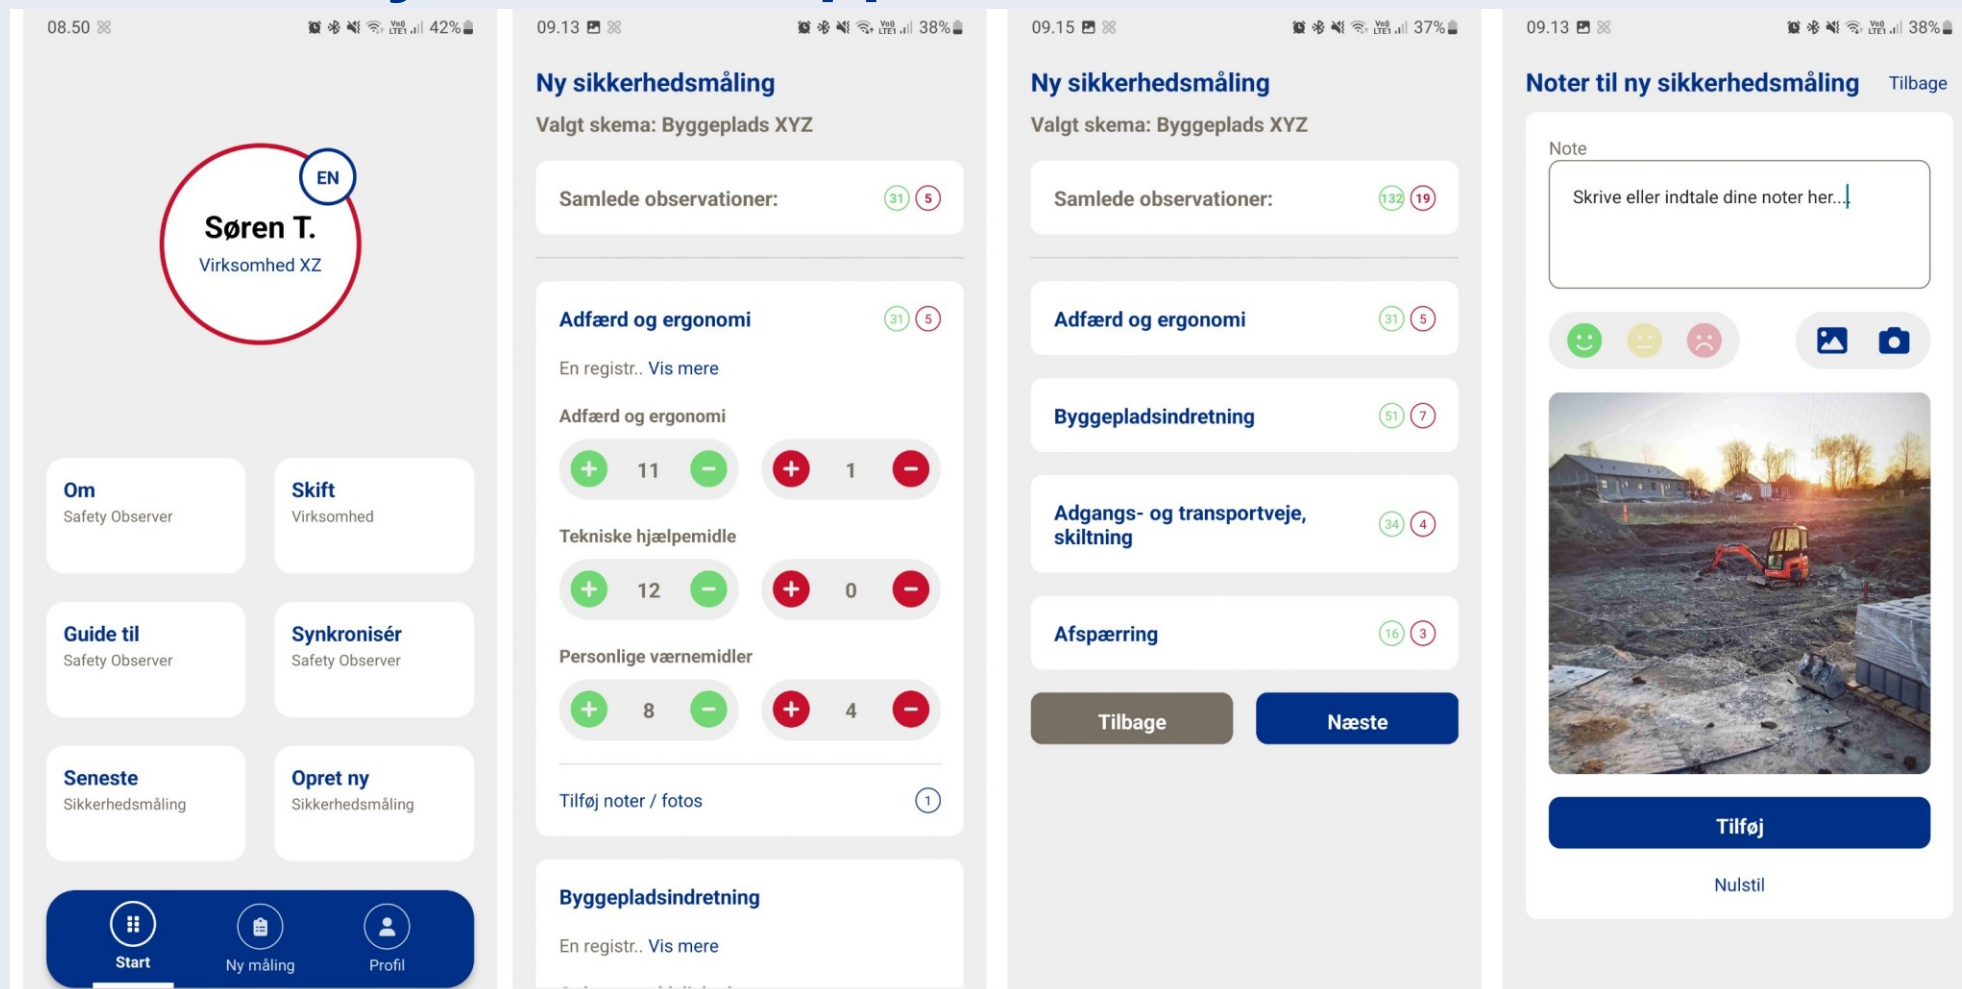 08.50 42%
EN
Søren T.
Virksomhed XZ
Om
Safety Observer
Skift
Virksomhed
Guide til
Safety Observer
Synkronisér
Safety Observer
Seneste
Sikkerhedsmåling
Opret ny
Sikkerhedsmåling
Start
Ny måling
Profil
09.13 38%
Ny sikkerhedsmåling
Valgt skema: Byggeplads XYZ
Samlede observationer: 31 5
Adfærd og ergonomi 31 5
En registr.. Vis mere
Adfærd og ergonomi
+ 11 - + 1 -
Tekniske hjælpemidle
+ 12 - + 0 -
Personlige værnemidler
+ 8 - + 4 -
Tilføj noter / fotos 1
Byggepladsindretning
En registr.. Vis mere
09.15 37%
Ny sikkerhedsmåling
Valgt skema: Byggeplads XYZ
Samlede observationer: 132 19
Adfærd og ergonomi 31 5
Byggepladsindretning 51 7
Adgangs- og transportveje,
skiltning 34 4
Afspærring 16 3
Tilbage Næste
09.13 38%
Noter til ny sikkerhedsmåling Tilbage
Note
Skrive eller indtale dine noter her...
Tilføj
Nulstil